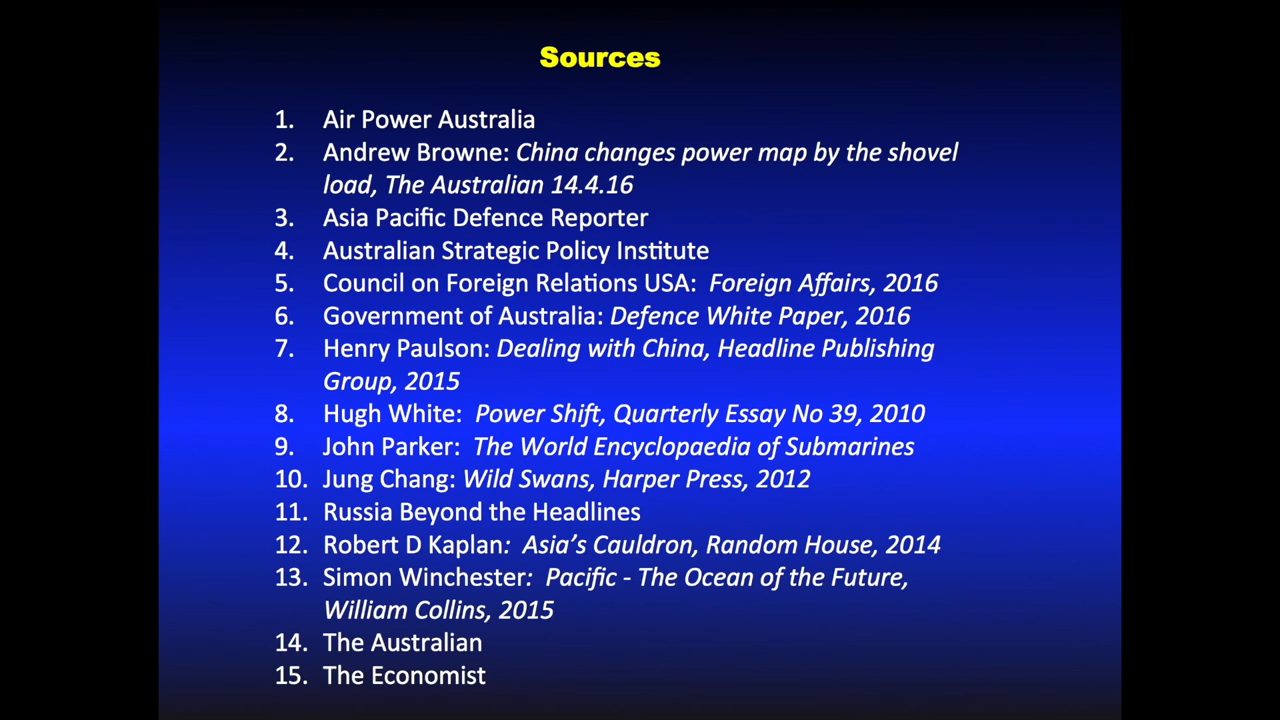 Sources
1. Air Power Australia
2. Andrew Browne: China changes power map by the shovel
load, The Australian 14.4.16
3. Asia Pacific Defence Reporter
4. Australian Strategic Policy Institute
5. Council on Foreign Relations USA: Foreign Affairs, 2016
6. Government of Australia: Defence White Paper, 2016
7. Henry Paulson: Dealing with China, Headline Publishing
Group, 2015
8. Hugh White: Power Shift, Quarterly Essay No 39, 2010
9. John Parker: The World Encyclopaedia of Submarines
10. Jung Chang: Wild Swans, Harper Press, 2012
11. Russia Beyond the Headlines
12. Robert D Kaplan: Asia’s Cauldron, Random House, 2014
13. Simon Winchester: Pacific - The Ocean of the Future,
William Collins, 2015
14. The Australian
15. The Economist